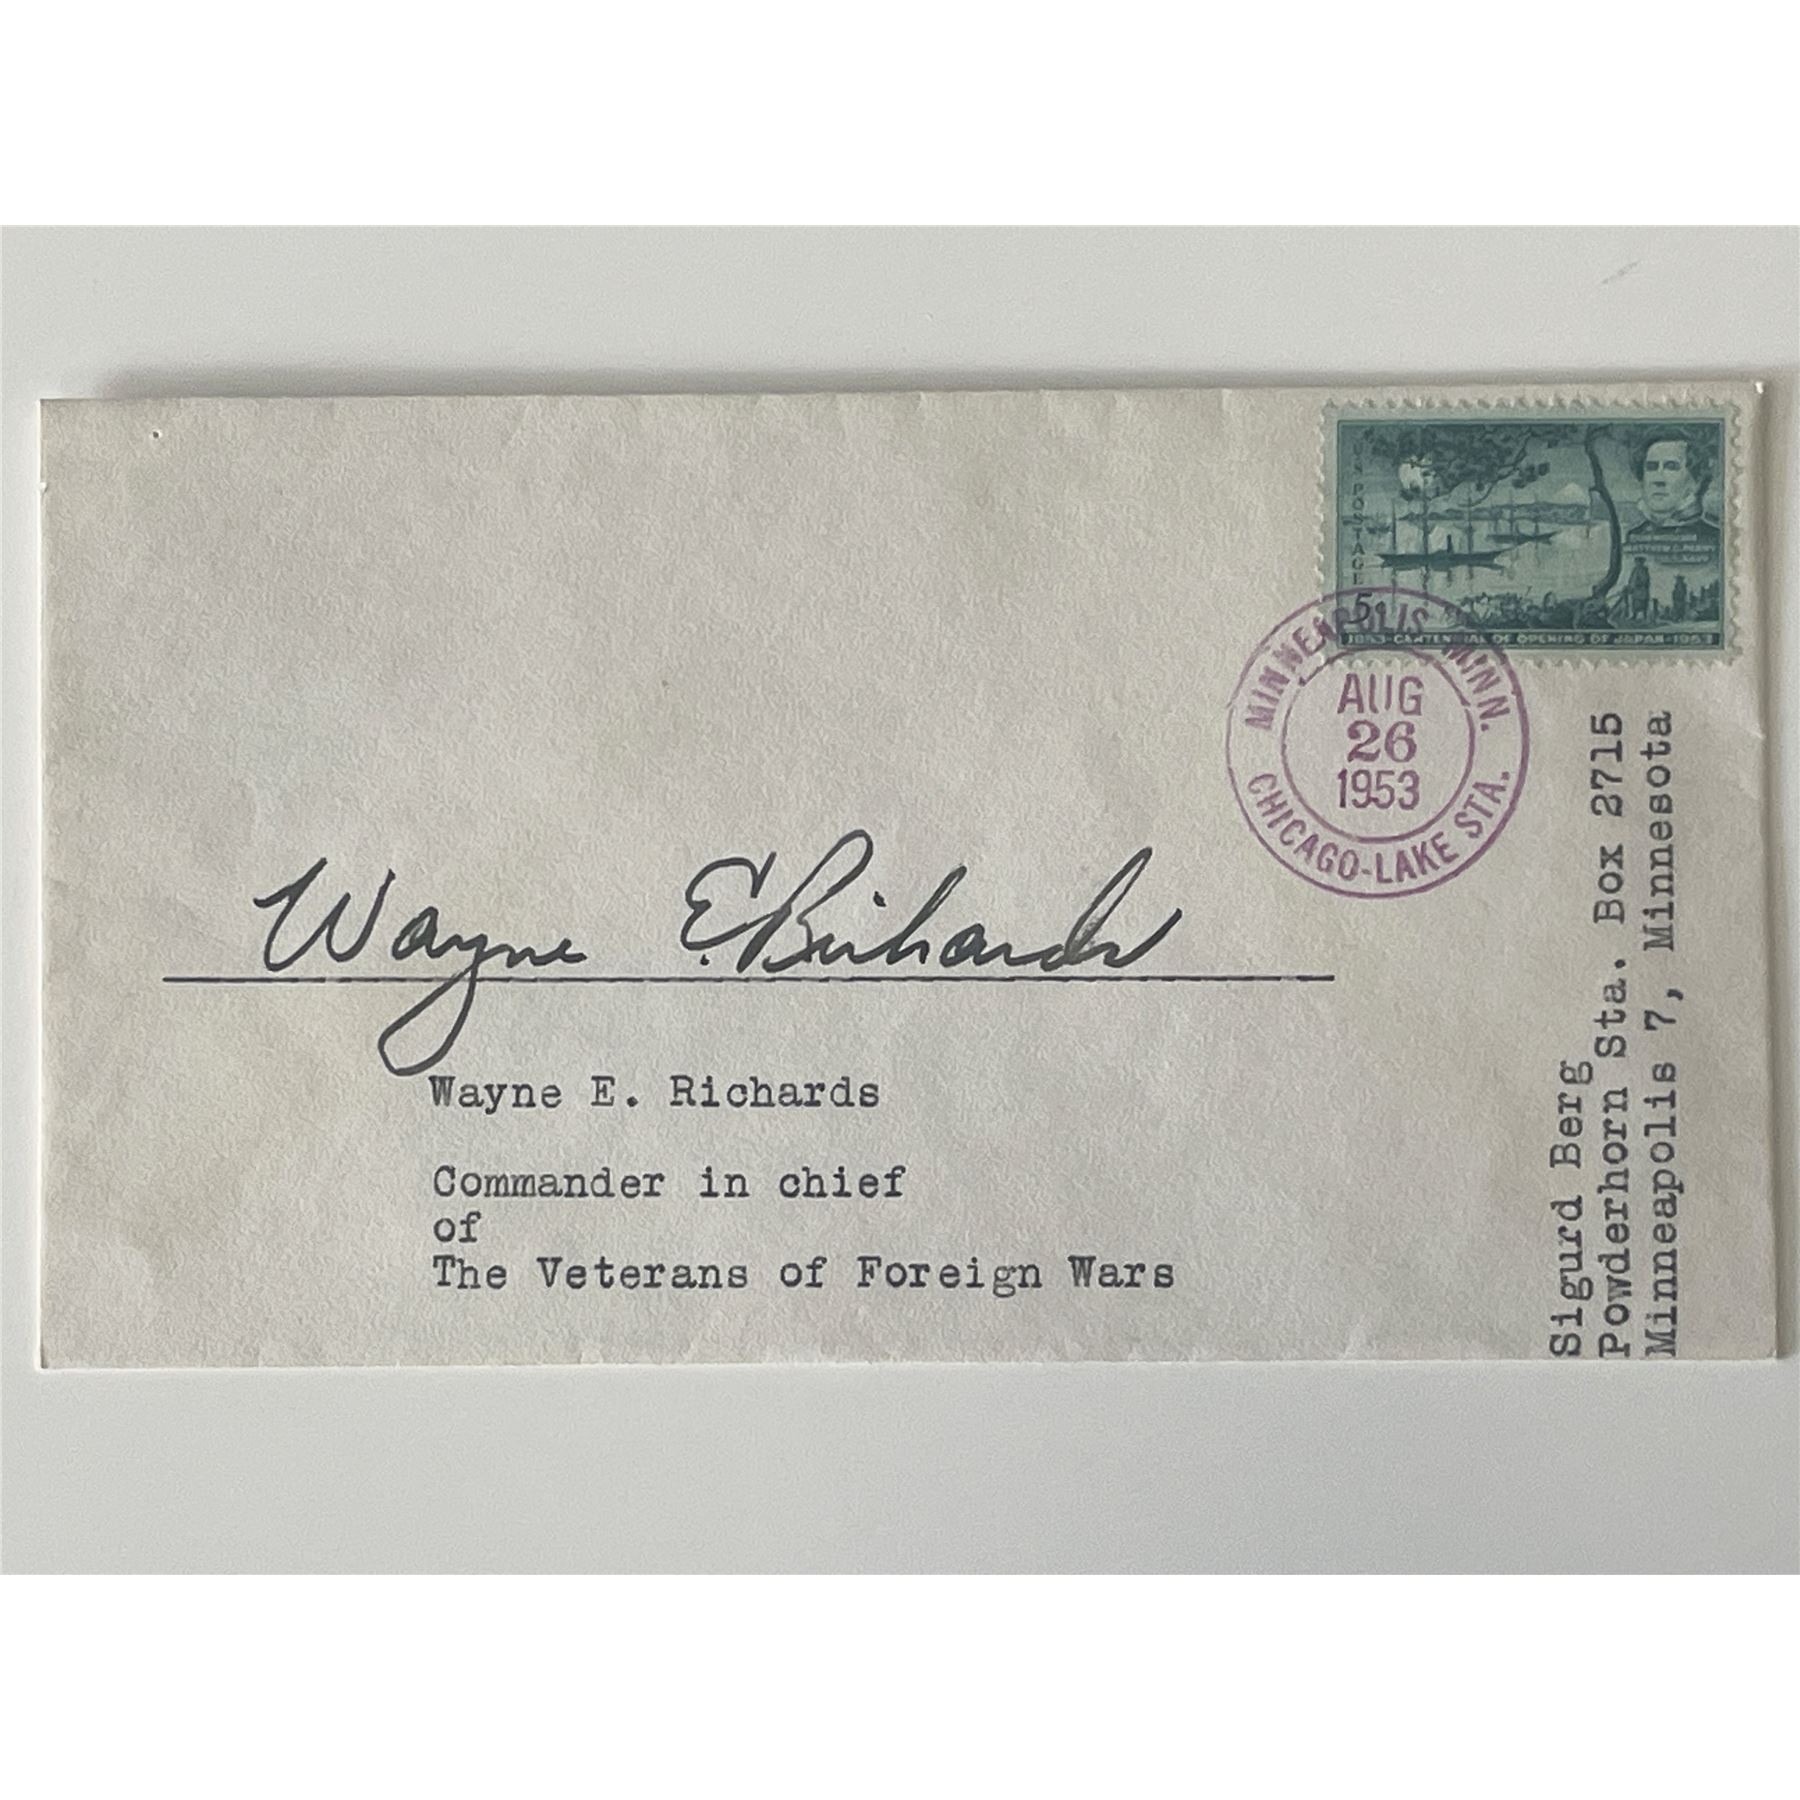 U.S. POSTAGE
5¢
MATTHEW C. PERRY
1853-CENTENNIAL OF OPENING OF JAPAN-1953
MINNEAPOLIS MINN.
AUG
26
1953
CHICAGO-LAKE STA.
Wayne E. Richards
Wayne E. Richards
Commander in chief
of
The Veterans of Foreign Wars
Sigurd Berg
Powderhorn Sta. Box 2715
Minneapolis 7, Minnesota